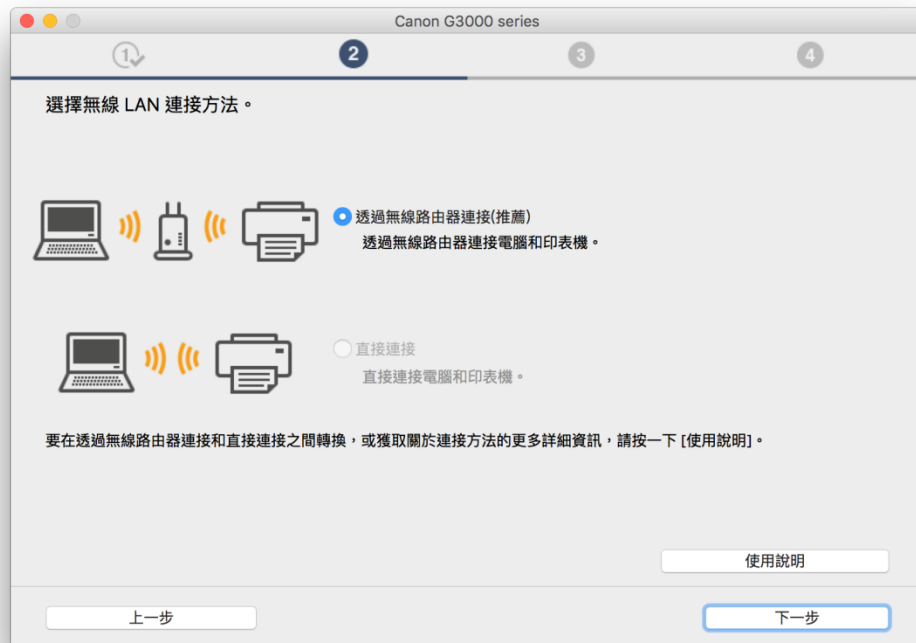 Canon G3000 series
1
2
3
4
選擇無線 LAN 連接方法。
透過無線路由器連接(推薦)
透過無線路由器連接電腦和印表機。
直接連接
直接連接電腦和印表機。
要在透過無線路由器連接和直接連接之間轉換，或獲取關於連接方法的更多詳細資訊，請按一下 [使用說明]。
使用說明
上一步
下一步